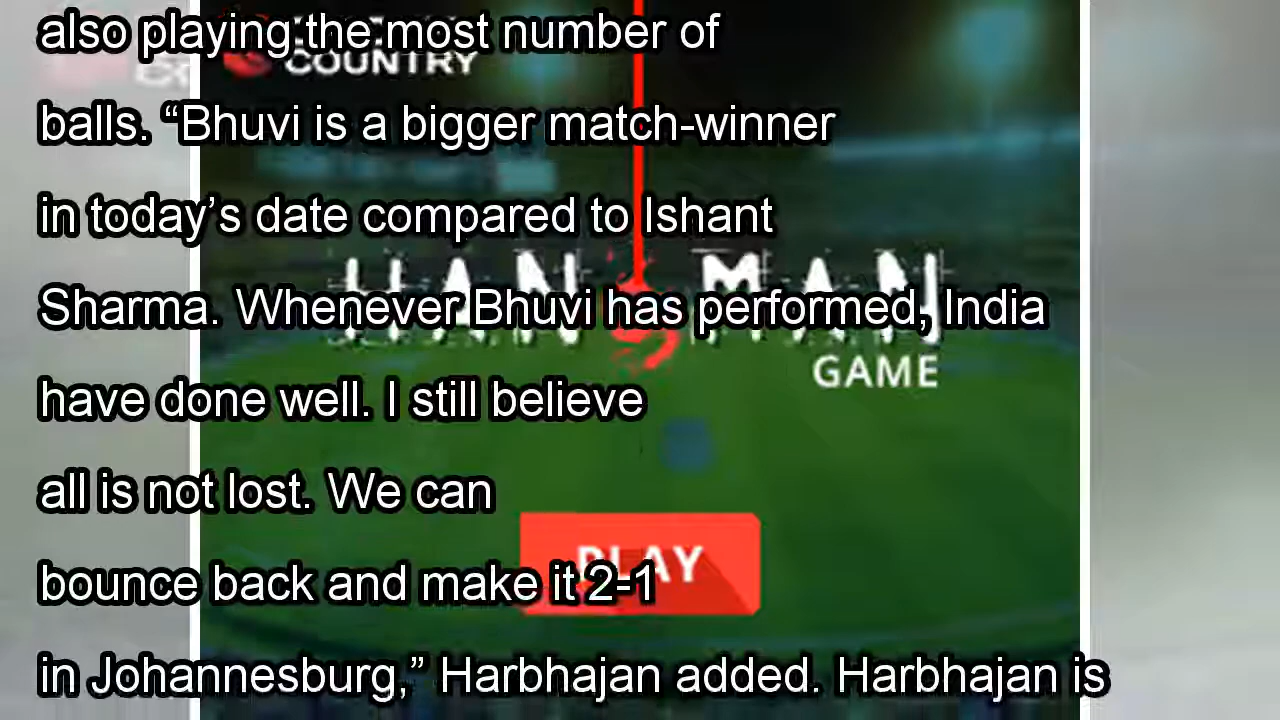 also playing the most number of
COUNTRY
balls. “Bhuvi is a bigger match-winner
in today’s date compared to Ishant
HANGMAN
Sharma. Whenever Bhuvi has performed, India
GAME
have done well. I still believe
all is not lost. We can
PLAY
bounce back and make it 2-1
in Johannesburg,” Harbhajan added. Harbhajan is